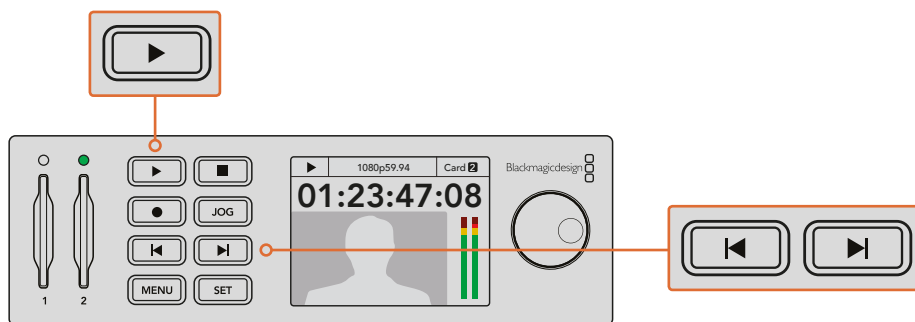 1080p59.94 Card 2
Blackmagicdesign
01:23:47:08
JOG
MENU SET
1 2